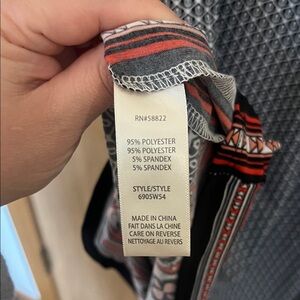 RN#58822
95% POLYESTER
95% POLYESTER
5% SPANDEX
5% SPANDEX
STYLE/STYLE
6905W54
MADE IN CHINA
FAIT DANS LA CHINE
CARE ON REVERSE
NETTOYAGE AU REVERS